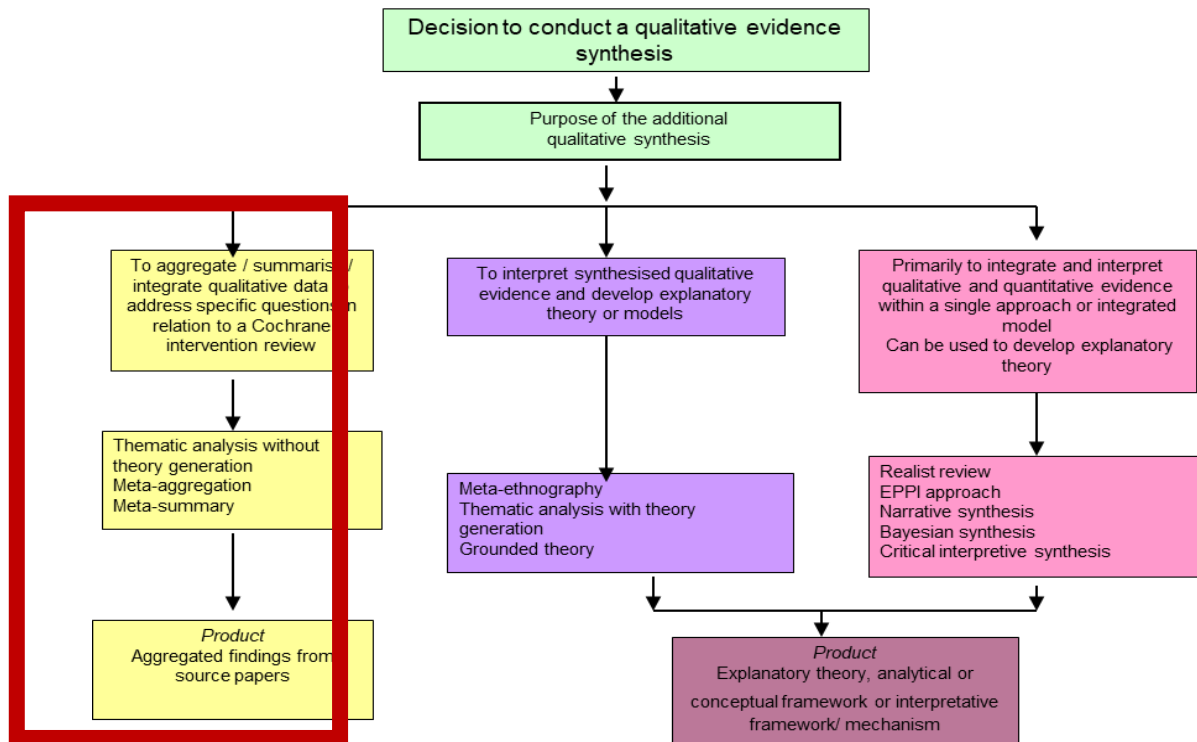 Decision to conduct a qualitative evidence
synthesis
Purpose of the additional
qualitative synthesis
To aggregate / summarise/
integrate qualitative data
address specific questions in
relation to a Cochrane
intervention review
To interpret synthesised qualitative
evidence and develop explanatory
theory or models
Primarily to integrate and interpret
qualitative and quantitative evidence
within a single approach or integrated
model
Can be used to develop explanatory
theory
Thematic analysis without
theory generation
Meta-aggregation
Meta-summary
Meta-ethnography
Thematic analysis with theory
generation
Grounded theory
Realist review
EPPI approach
Narrative synthesis
Bayesian synthesis
Critical interpretive synthesis
Product
Aggregated findings from
source papers
Product
Explanatory theory, analytical or
conceptual framework or interpretative
framework/ mechanism